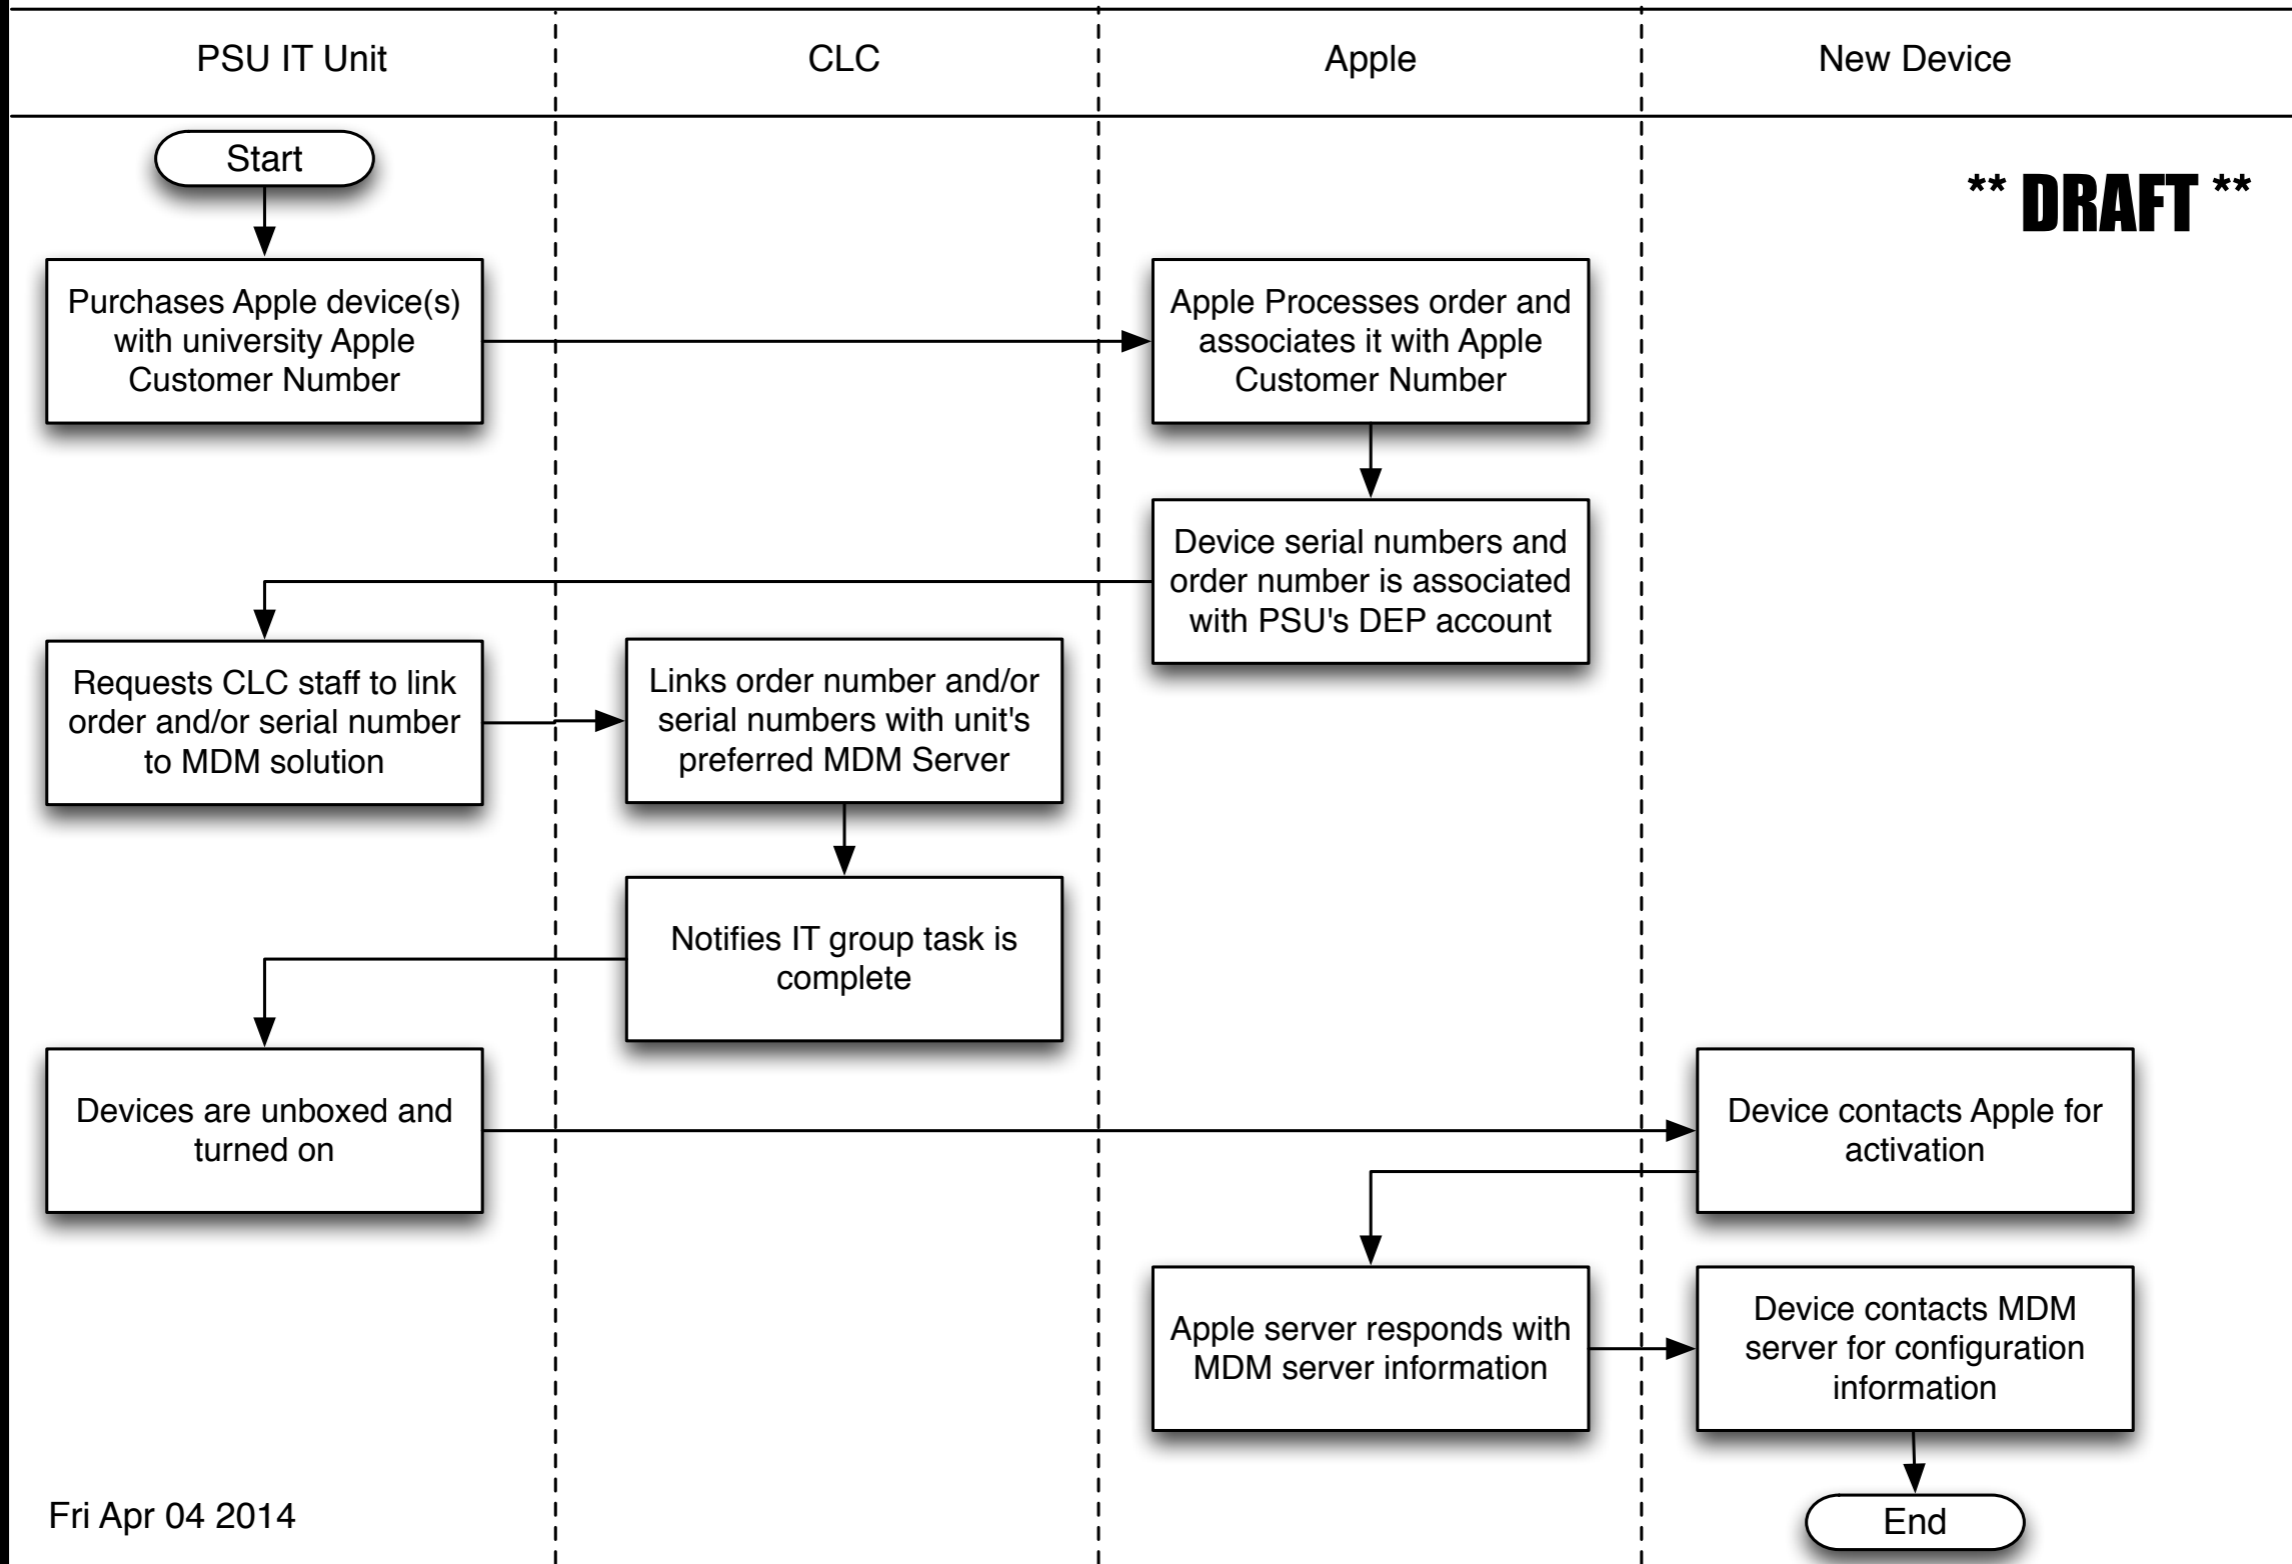 PSU IT Unit
CLC
Apple
New Device
Start
** DRAFT **
Purchases Apple device(s)
with university Apple
Customer Number
Apple Processes order and
associates it with Apple
Customer Number
Device serial numbers and
order number is associated
with PSU's DEP account
Requests CLC staff to link
order and/or serial number
to MDM solution
Links order number and/or
serial numbers with unit's
preferred MDM Server
Notifies IT group task is
complete
Devices are unboxed and
turned on
Device contacts Apple for
activation
Apple server responds with
MDM server information
Device contacts MDM
server for configuration
information
Fri Apr 04 2014
End